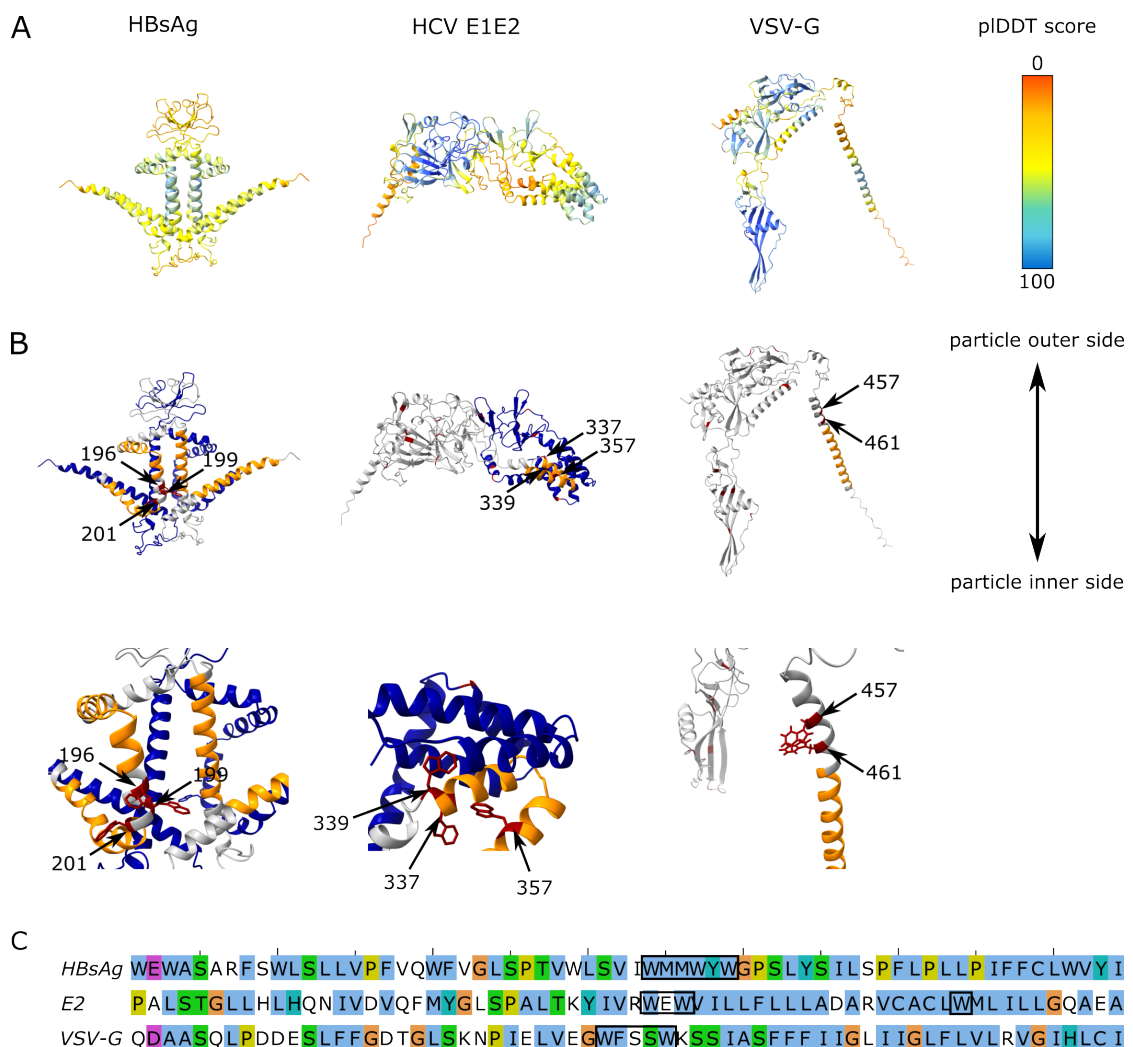 A
HBsAg
HCV E1E2
VSV-G
plDDT score
0
100
B
particle outer side
196
199
201
337
357
339
457
461
particle inner side
196
199
201
339
337
357
457
461
C
HBsAg WEWASARFSWLSLLVPFVQWFVGLSPTVWLSVIWMMWYWGPSLYSILSPFLPLLPIFFCLWVYI
E2 PALSTGLLHLHQNIVDVQFMYGLSPALTKYIVRWEWVILLFLLLADARVCACLWMLILLGQAEA
VSV-G QDAASQLPDDESLFFGDTGLSKNPIELVEGWFSSWKSSIASFFFIIGLIIGLFLVLRVGIHLCI